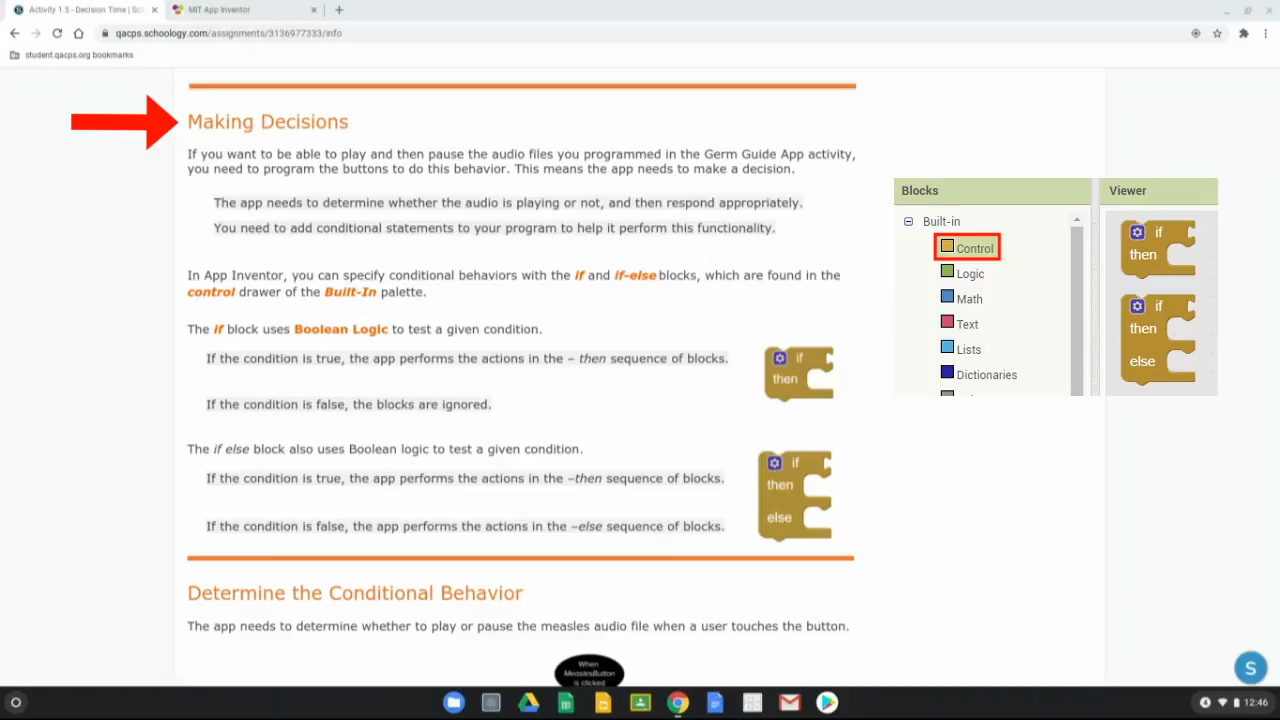 Activity 1.5 - Decision Time | Sch
MIT App Inventor
qacps.schoology.com/assignments/3136977333/info
student.qacps.org bookmarks
Making Decisions
If you want to be able to play and then pause the audio files you programmed in the Germ Guide App activity,
you need to program the buttons to do this behavior. This means the app needs to make a decision.
The app needs to determine whether the audio is playing or not, and then respond appropriately.
You need to add conditional statements to your program to help it perform this functionality.
In App Inventor, you can specify conditional behaviors with the if and if-else blocks, which are found in the
control drawer of the Built-In palette.
The if block uses Boolean Logic to test a given condition.
If the condition is true, the app performs the actions in the – then sequence of blocks.
If the condition is false, the blocks are ignored.
if
then
The if else block also uses Boolean logic to test a given condition.
If the condition is true, the app performs the actions in the –then sequence of blocks.
If the condition is false, the app performs the actions in the –else sequence of blocks.
if
then
else
Determine the Conditional Behavior
The app needs to determine whether to play or pause the measles audio file when a user touches the button.
When
MeaslesButton
is clicked
Blocks
Built-in
Control
Logic
Math
Text
Lists
Dictionaries
Viewer
if
then
if
then
else
S
4
12:46